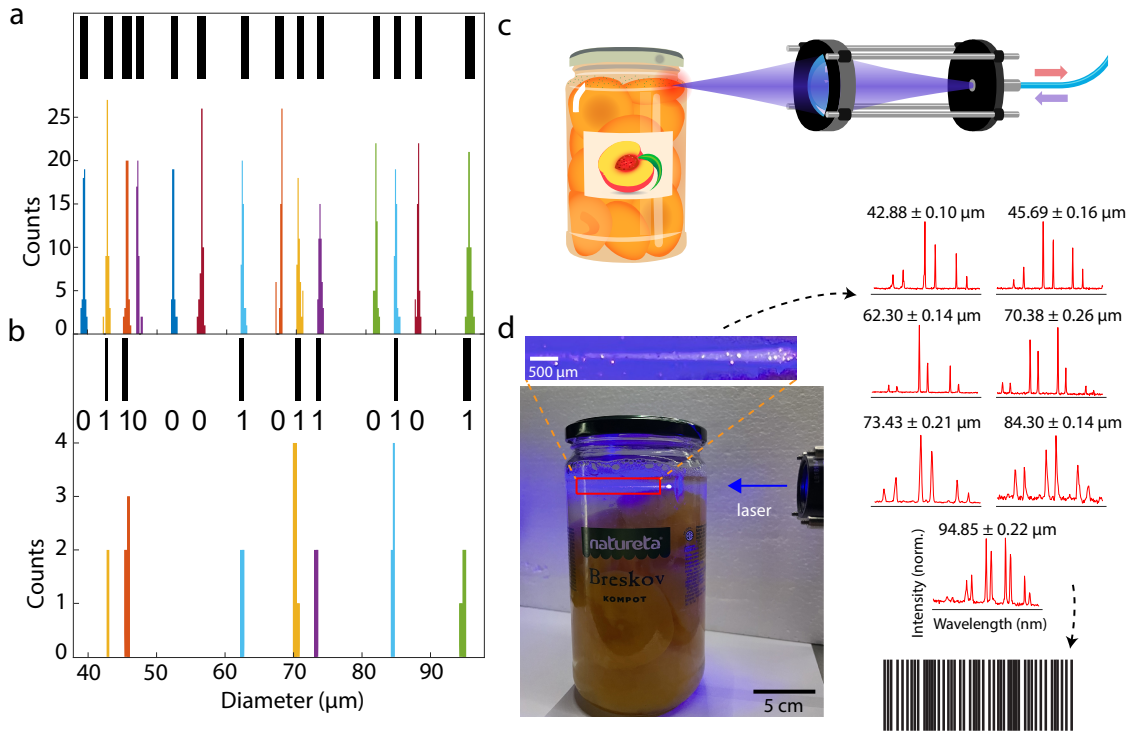 a
Counts
25
20
15
10
5
0
b
0 1 1 0 0 0 1 0 1 1 0 1 0 1
Counts
4
3
2
1
0
40 50 60 70 80 90
Diameter (µm)
c
d
500 µm
laser
natureta
Breskov
KOMPOT
5 cm
42.88 ± 0.10 µm
45.69 ± 0.16 µm
62.30 ± 0.14 µm
70.38 ± 0.26 µm
73.43 ± 0.21 µm
84.30 ± 0.14 µm
94.85 ± 0.22 µm
Intensity (norm.)
Wavelength (nm)